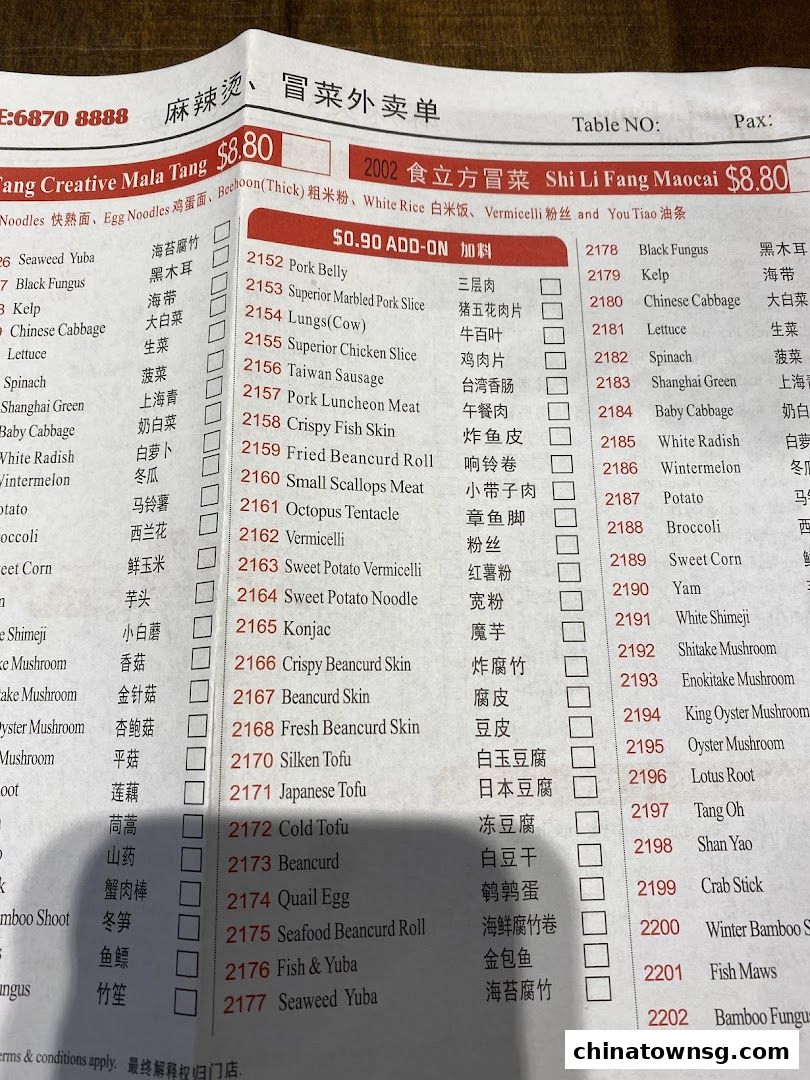 :6870 8888
麻辣烫、冒菜外卖单
Table NO:
Pax:
Creative Mala Tang $8.80
Noodles 快熟面、Egg Noodles 鸡蛋面、Beehoon(Thick) 粗米粉、White Rice 白米饭、Vermicelli 粉丝 and YouTiao 油条
Seaweed Yuba 海苔腐竹
Black Fungus 黑木耳
Kelp 海带
Chinese Cabbage 大白菜
Lettuce 生菜
Spinach 菠菜
Shanghai Green 上海青
Baby Cabbage 奶白菜
White Radish 白萝卜
Wintermelon 冬瓜
马铃薯
西兰花
Corn 鲜玉米
芋头
Shimeji 小白蘑
Mushroom 香菇
Mushroom 金针菇
Mushroom 杏鲍菇
Mushroom 平菇
莲藕
茼蒿
山药
蟹肉棒
Shoot 冬笋
鱼鳔
竹笙
2002 食立方冒菜 Shi Li Fang Maocai $8.80
$0.90 ADD-ON 加料
2152 Pork Belly 三层肉
2153 Superior Marbled Pork Slice 猪五花肉片
2154 Lungs(Cow) 牛百叶
2155 Superior Chicken Slice 鸡肉片
2156 Taiwan Sausage 台湾香肠
2157 Pork Luncheon Meat 午餐肉
2158 Crispy Fish Skin 炸鱼皮
2159 Fried Beancurd Roll 响铃卷
2160 Small Scallops Meat 小带子肉
2161 Octopus Tentacle 章鱼脚
2162 Vermicelli 粉丝
2163 Sweet Potato Vermicelli 红薯粉
2164 Sweet Potato Noodle 宽粉
2165 Konjac 魔芋
2166 Crispy Beancurd Skin 炸腐竹
2167 Beancurd Skin 腐皮
2168 Fresh Beancurd Skin 豆皮
2170 Silken Tofu 白玉豆腐
2171 Japanese Tofu 日本豆腐
2172 Cold Tofu 冻豆腐
2173 Beancurd 白豆干
2174 Quail Egg 鹌鹑蛋
2175 Seafood Beancurd Roll 海鲜腐竹卷
2176 Fish & Yuba 金包鱼
2177 Seaweed Yuba 海苔腐竹
2178 Black Fungus 黑木耳
2179 Kelp 海带
2180 Chinese Cabbage 大白菜
2181 Lettuce 生菜
2182 Spinach 菠菜
2183 Shanghai Green 上海青
2184 Baby Cabbage 奶白菜
2185 White Radish 白萝
2186 Wintermelon 冬瓜
2187 Potato 马
2188 Broccoli 西
2189 Sweet Corn
2190 Yam
2191 White Shimeji
2192 Shitake Mushroom
2193 Enokitake Mushroom
2194 King Oyster Mushroom
2195 Oyster Mushroom
2196 Lotus Root
2197 Tang Oh
2198 Shan Yao
2199 Crab Stick
2200 Winter Bamboo
2201 Fish Maws
2202 Bamboo Fungus
terms & conditions apply. 最终解释权归门店.
chinatownsg.com